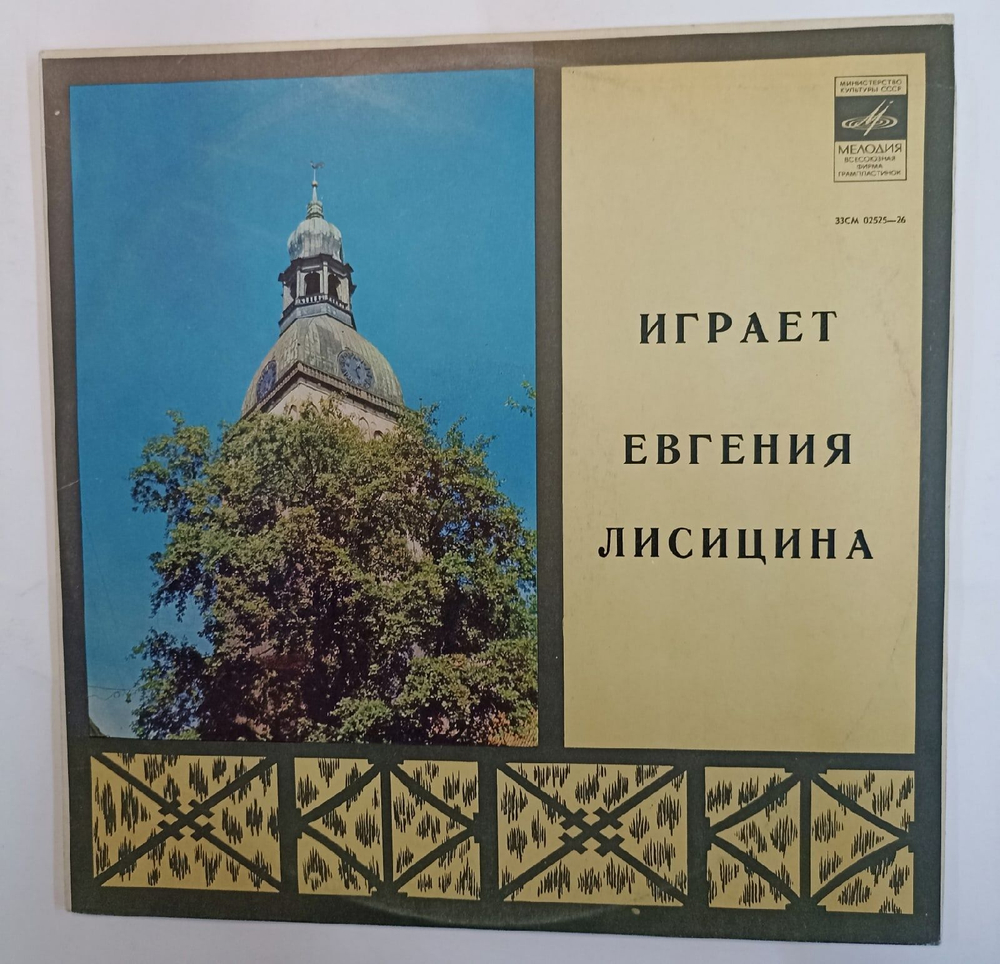 МИНИСТЕРСТВО
КУЛЬТУРЫ СССР
МЕЛОДИЯ
ВСЕСОЮЗНАЯ
ФИРМА
ГРАМПЛАСТИНОК
33СМ 02525—26
ИГРАЕТ
ЕВГЕНИЯ
ЛИСИЦИНА